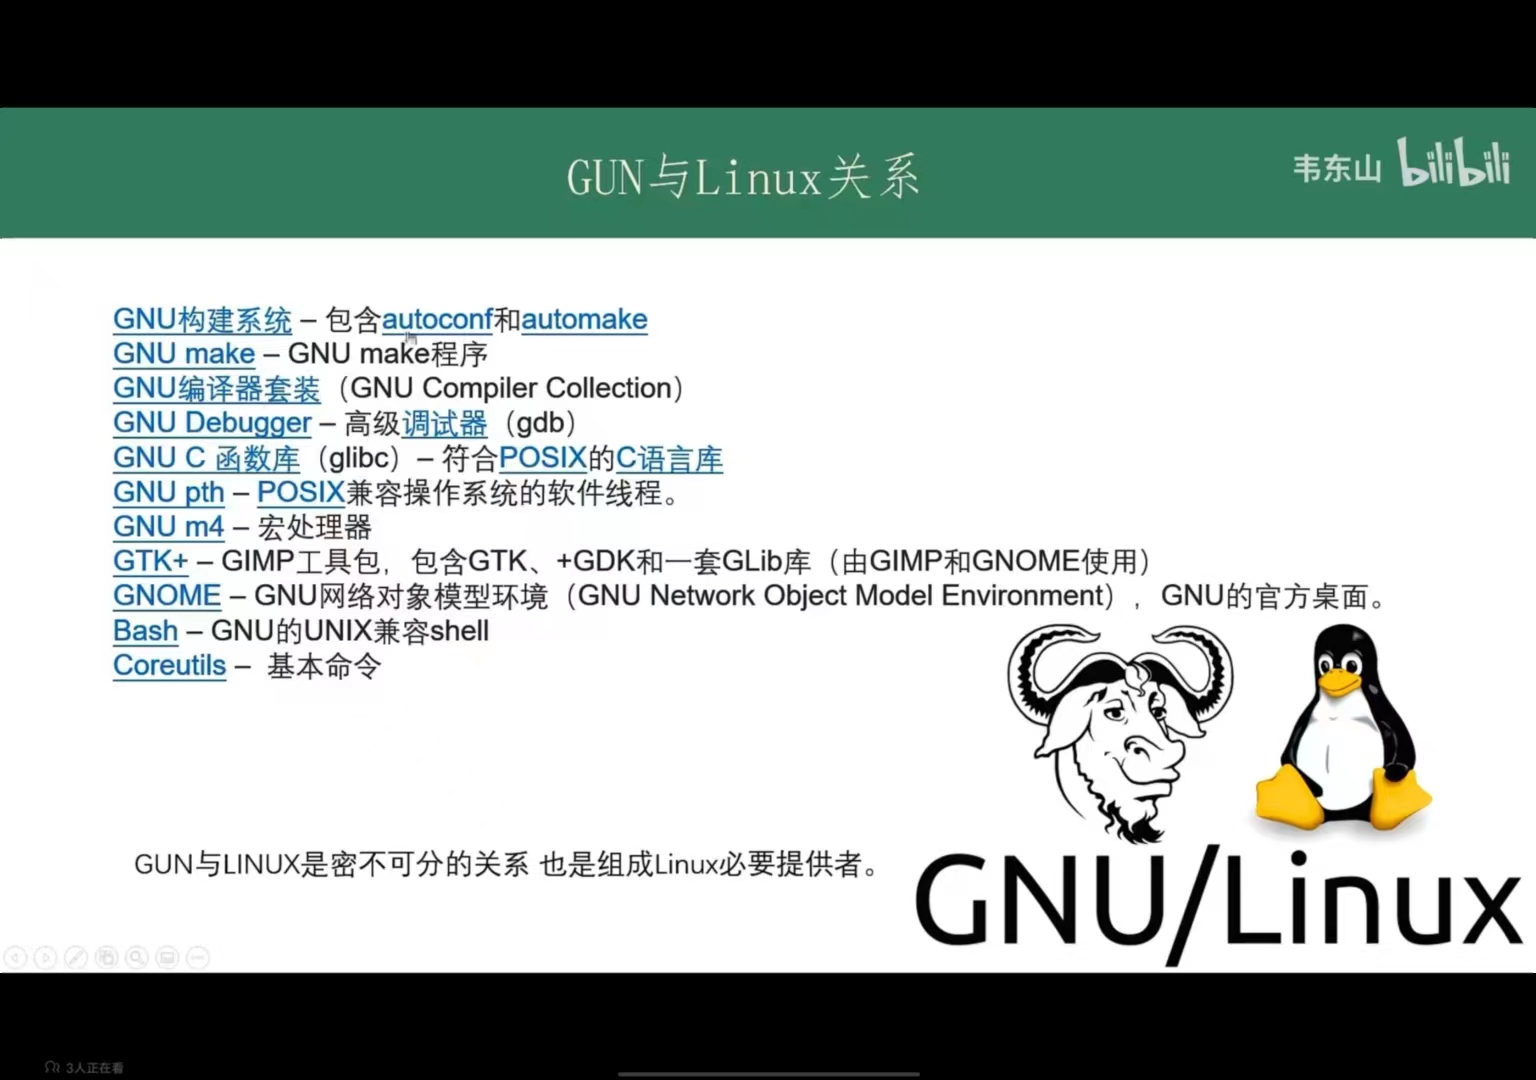 GUN与Linux关系
韦东山 bilibili
GNU构建系统 – 包含autoconf和automake
GNU make – GNU make程序
GNU编译器套装（GNU Compiler Collection）
GNU Debugger – 高级调试器（gdb）
GNU C 函数库（glibc）– 符合POSIX的C语言库
GNU pth – POSIX兼容操作系统的软件线程。
GNU m4 – 宏处理器
GTK+ – GIMP工具包，包含GTK、+GDK和一套GLib库（由GIMP和GNOME使用）
GNOME – GNU网络对象模型环境（GNU Network Object Model Environment），GNU的官方桌面。
Bash – GNU的UNIX兼容shell
Coreutils – 基本命令
GUN与LINUX是密不可分的关系 也是组成Linux必要提供者。
GNU/Linux
3人正在看